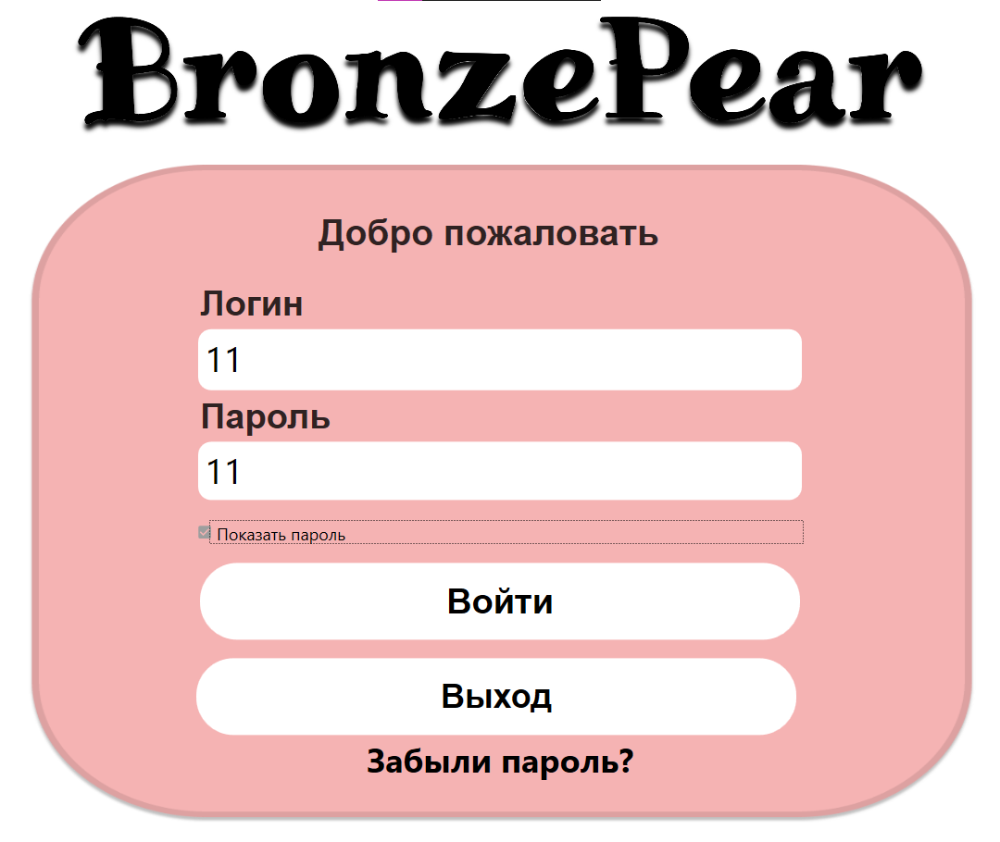 BronzePear
Добро пожаловать
Логин
11
Пароль
11
Показать пароль
Войти
Выход
Забыли пароль?